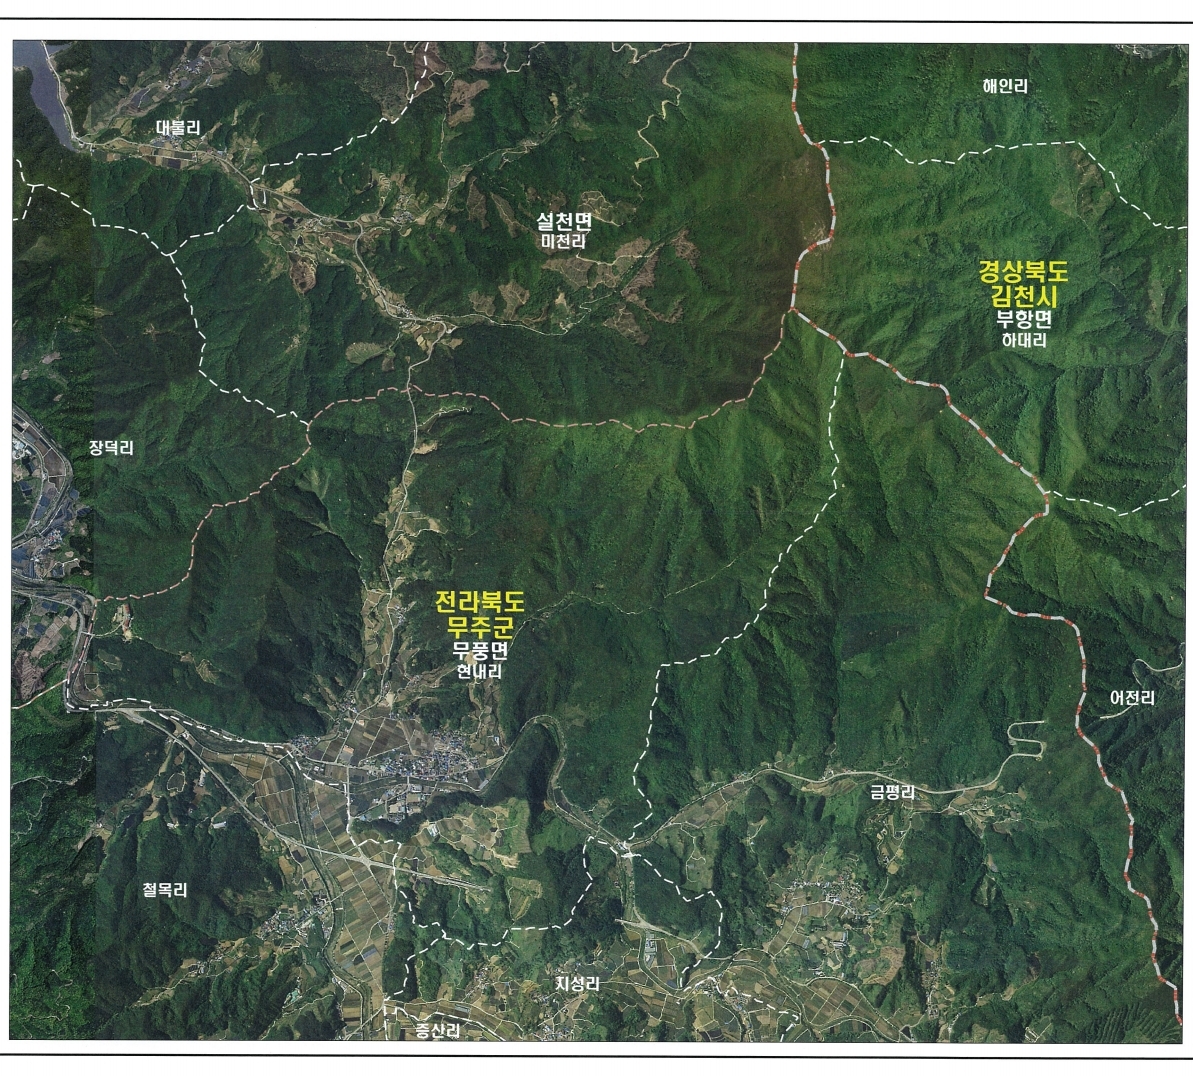 해인리
대불리
설천면
미천리
경상북도
김천시
부항면
하대리
장덕리
전라북도
무주군
무풍면
현내리
어전리
금평리
철목리
지성리
증산리